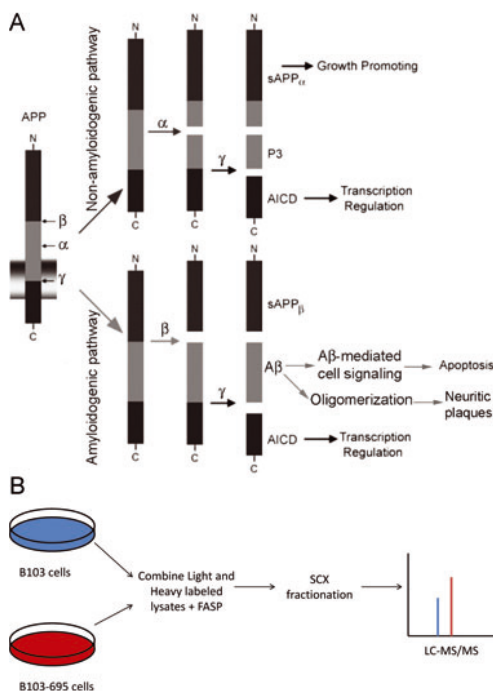 A
Non-amyloidogenic pathway
N
C
α
N
C
γ
N
sAPPα
Growth Promoting
P3
AICD
Transcription
Regulation
C
APP
N
β
α
γ
C
Amyloidogenic pathway
N
C
β
N
C
γ
N
sAPPβ
Aβ
Aβ-mediated
cell signaling
Apoptosis
Oligomerization
Neuritic
plaques
AICD
Transcription
Regulation
C
B
B103 cells
B103-695 cells
Combine Light and
Heavy labeled
lysates + FASP
SCX
fractionation
LC-MS/MS